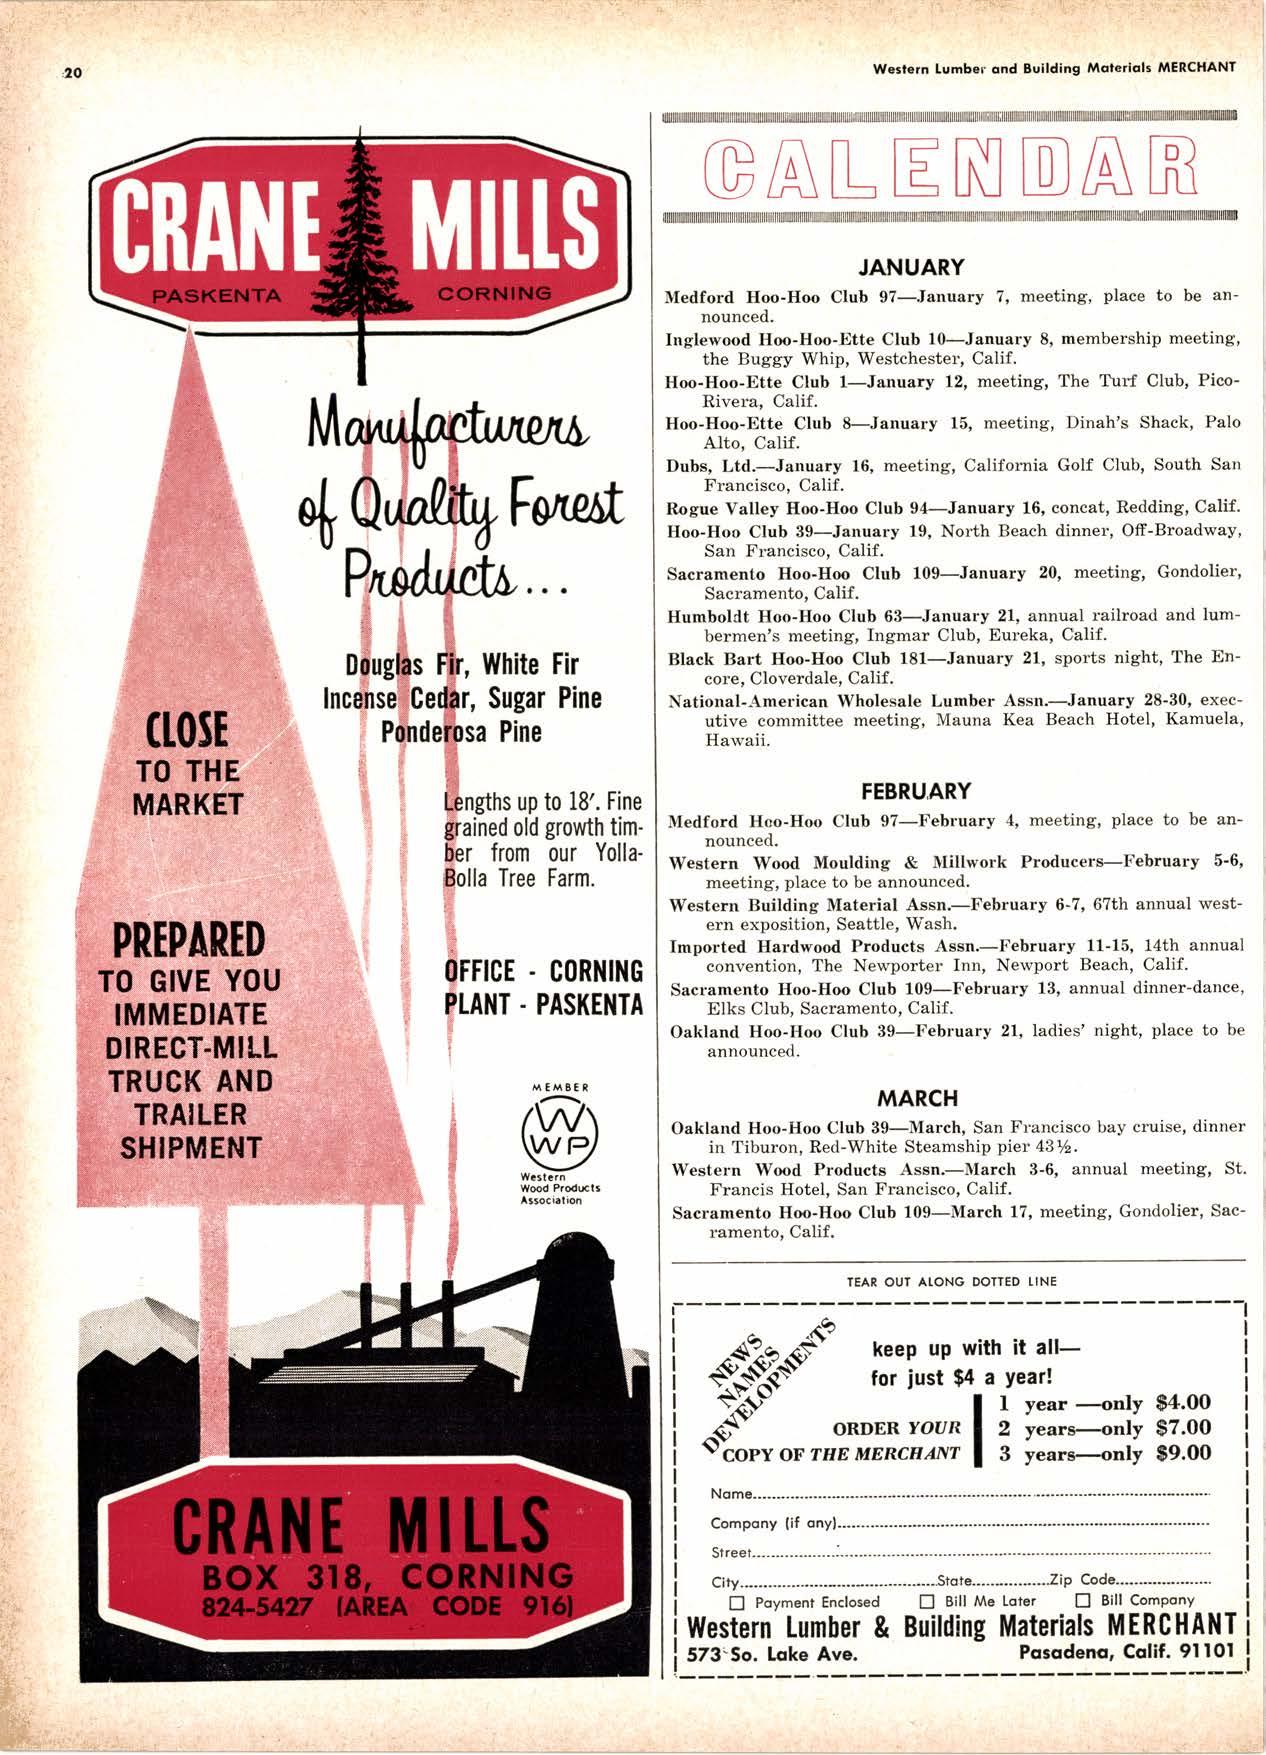 20
Western Lumber and Building Materials MERCHANT
CRANE MILLS
PASKENTA CORNING
Manufacturers
of Quality Forest
Products...
Douglas Fir, White Fir
Incense Cedar, Sugar Pine
Ponderosa Pine
CLOSE
TO THE
MARKET
Lengths up to 18'. Fine
grained old growth tim-
ber from our Yolla-
Bolla Tree Farm.
PREPARED
TO GIVE YOU
IMMEDIATE
DIRECT-MILL
TRUCK AND
TRAILER
SHIPMENT
OFFICE - CORNING
PLANT - PASKENTA
MEMBER
WWP
Western
Wood Products
Association
CRANE MILLS
BOX 318, CORNING
824-5427 (AREA CODE 916)
CALENDAR
JANUARY
Medford Hoo-Hoo Club 97—January 7, meeting, place to be an-
nounced.
Inglewood Hoo-Hoo-Ette Club 10—January 8, membership meeting,
the Buggy Whip, Westchester, Calif.
Hoo-Hoo-Ette Club 1—January 12, meeting, The Turf Club, Pico-
Rivera, Calif.
Hoo-Hoo-Ette Club 8—January 15, meeting, Dinah's Shack, Palo
Alto, Calif.
Dubs, Ltd.—January 16, meeting, California Golf Club, South San
Francisco, Calif.
Rogue Valley Hoo-Hoo Club 94—January 16, concat, Redding, Calif.
Hoo-Hoo Club 39—January 19, North Beach dinner, Off-Broadway,
San Francisco, Calif.
Sacramento Hoo-Hoo Club 109—January 20, meeting, Gondolier,
Sacramento, Calif.
Humboldt Hoo-Hoo Club 63—January 21, annual railroad and lum-
bermen's meeting, Ingmar Club, Eureka, Calif.
Black Bart Hoo-Hoo Club 181—January 21, sports night, The En-
core, Cloverdale, Calif.
National-American Wholesale Lumber Assn.—January 28-30, exec-
utive committee meeting, Mauna Kea Beach Hotel, Kamuela,
Hawaii.
FEBRUARY
Medford Hoo-Hoo Club 97—February 4, meeting, place to be an-
nounced.
Western Wood Moulding & Millwork Producers—February 5-6,
meeting, place to be announced.
Western Building Material Assn.—February 6-7, 67th annual west-
ern exposition, Seattle, Wash.
Imported Hardwood Products Assn.—February 11-15, 14th annual
convention, The Newporter Inn, Newport Beach, Calif.
Sacramento Hoo-Hoo Club 109—February 13, annual dinner-dance,
Elks Club, Sacramento, Calif.
Oakland Hoo-Hoo Club 39—February 21, ladies' night, place to be
announced.
MARCH
Oakland Hoo-Hoo Club 39—March, San Francisco bay cruise, dinner
in Tiburon, Red-White Steamship pier 43½.
Western Wood Products Assn.—March 3-6, annual meeting, St.
Francis Hotel, San Francisco, Calif.
Sacramento Hoo-Hoo Club 109—March 17, meeting, Gondolier, Sac-
ramento, Calif.
TEAR OUT ALONG DOTTED LINE
NEWS
NAMES
DEVELOPMENTS
keep up with it all—
for just $4 a year!
ORDER YOUR
COPY OF THE MERCHANT
1 year —only $4.00
2 years—only $7.00
3 years—only $9.00
Name
Company (if any)
Street
City State Zip Code
☐ Payment Enclosed ☐ Bill Me Later ☐ Bill Company
Western Lumber & Building Materials MERCHANT
573 So. Lake Ave. Pasadena, Calif. 91101